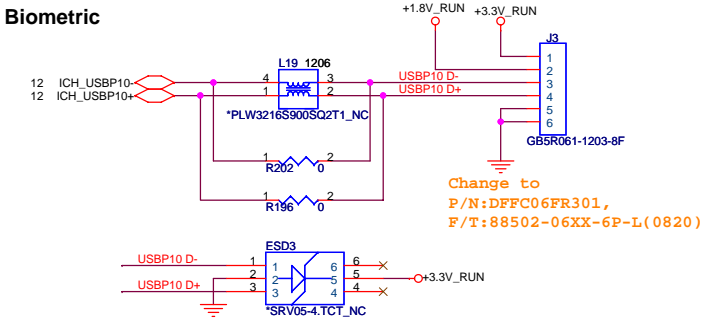 Biometric
+1.8V_RUN
+3.3V_RUN
J3
L19 1206
12 ICH_USBP10-
4 3
USBP10 D-
12 ICH_USBP10+
1 2
USBP10 D+
*PLW3216S900SQ2T1_NC
1
2
3
4
5
6
GB5R061-1203-8F
1 2
R202 0
1 2
R196 0
Change to
P/N:DFFC06FR301,
F/T:88502-06XX-6P-L(0820)
ESD3
USBP10 D- 1 1 6 6
2 2 5 5 +3.3V_RUN
USBP10 D+ 3 3 4 4
*SRV05-4.TCT_NC